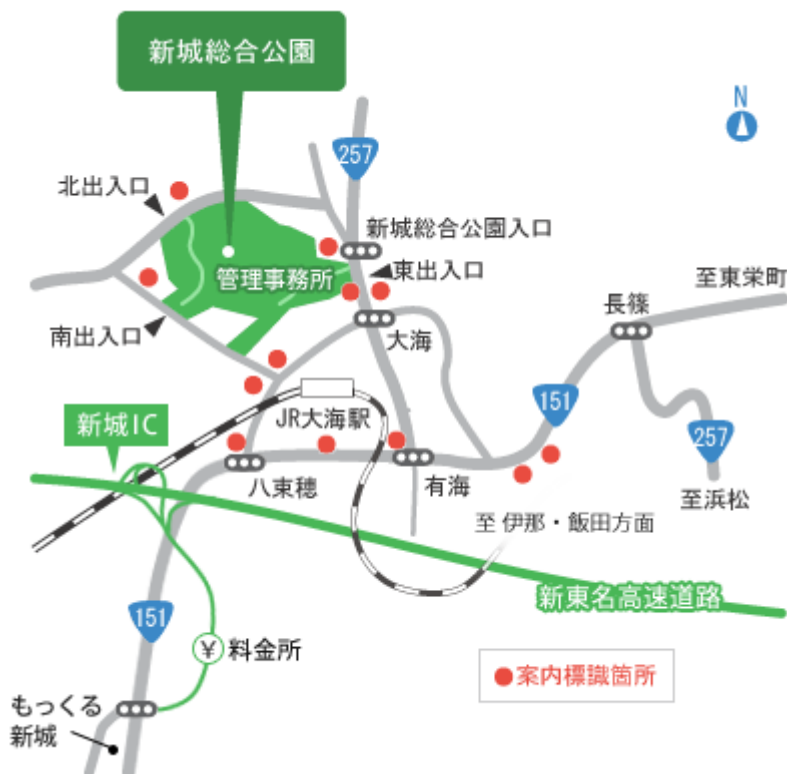 新城総合公園
N
257
北出入口
新城総合公園入口
東出入口
管理事務所
至東栄町
長篠
南出入口
大海
151
JR大海駅
新城IC
257
八束穂
有海
至浜松
至 伊那・飯田方面
新東名高速道路
151
¥ 料金所
案内標識箇所
もっくる
新城